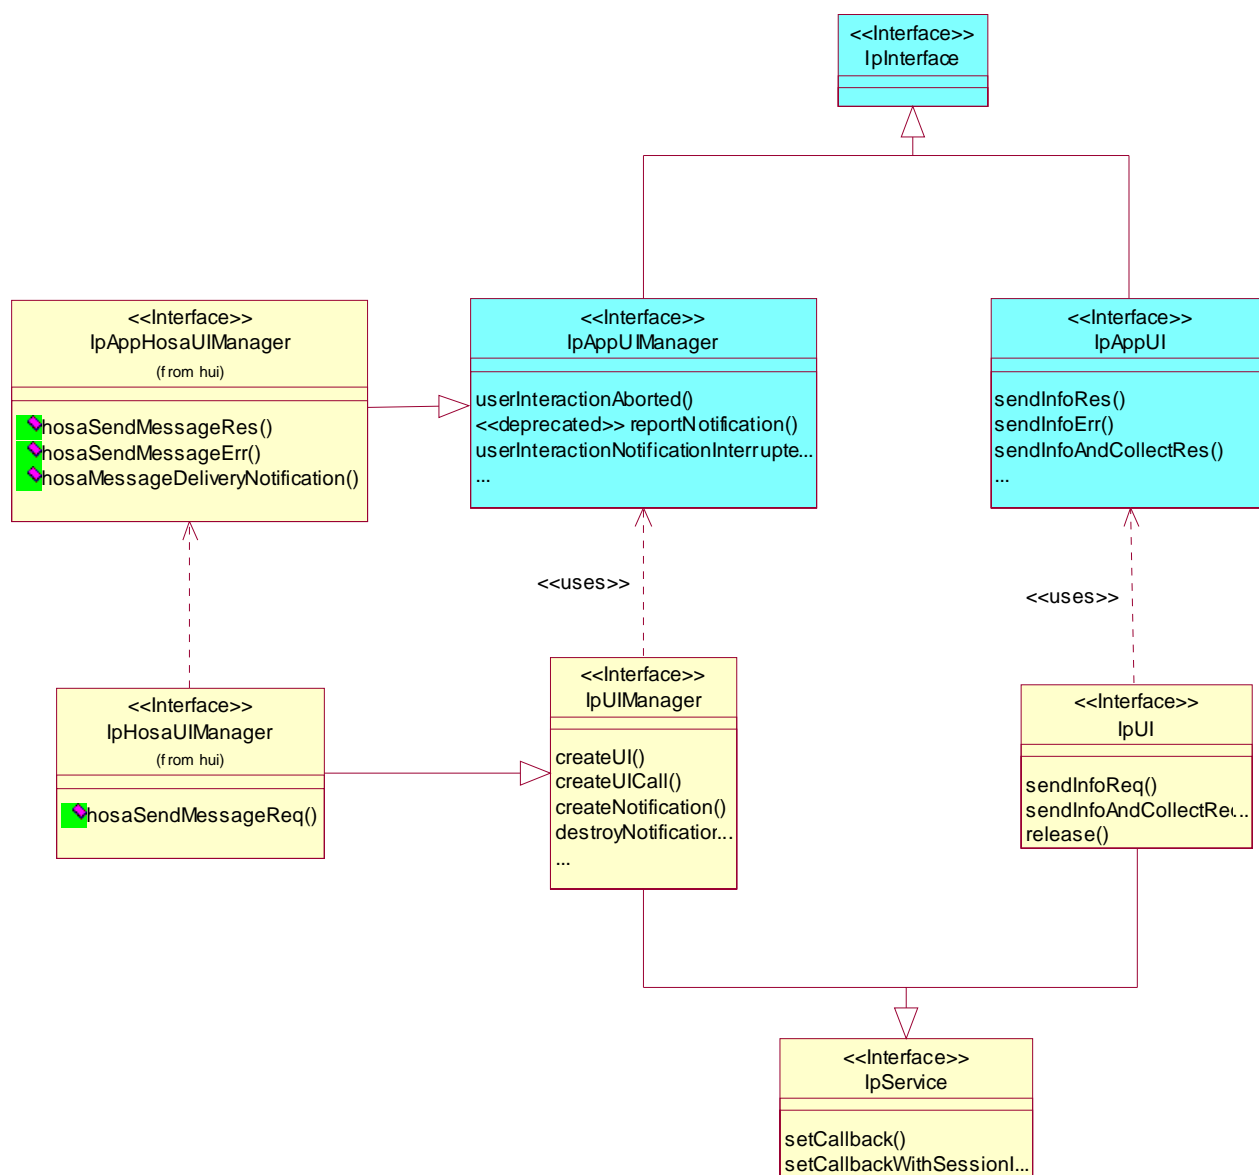 <<Interface>>
IpInterface
<<Interface>>
IpAppHosaUIManager
(from hui)
hosaSendMessageRes()
hosaSendMessageErr()
hosaMessageDeliveryNotification()
<<Interface>>
IpAppUIManager
userInteractionAborted()
<<deprecated>> reportNotification()
userInteractionNotificationInterrupte...
...
<<Interface>>
IpAppUI
sendInfoRes()
sendInfoErr()
sendInfoAndCollectRes()
...
<<uses>>
<<uses>>
<<Interface>>
IpHosaUIManager
(from hui)
hosaSendMessageReq()
<<Interface>>
IpUIManager
createUI()
createUICall()
createNotification()
destroyNotification...
...
<<Interface>>
IpUI
sendInfoReq()
sendInfoAndCollectReq...
release()
<<Interface>>
IpService
setCallback()
setCallbackWithSessionI...